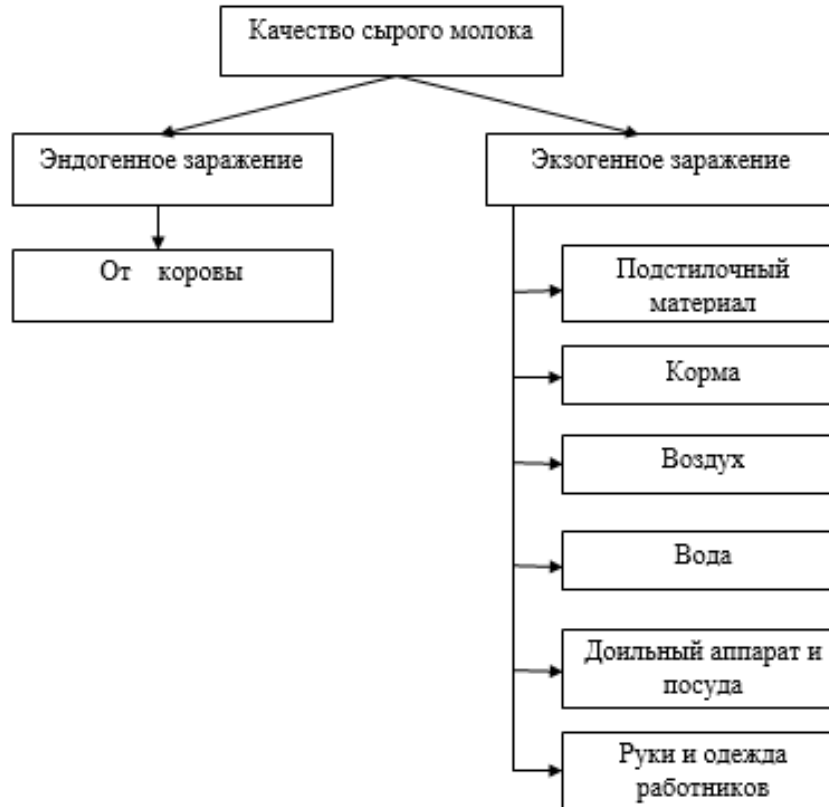 Качество сырого молока
Эндогенное заражение
Экзогенное заражение
От коровы
Подстилочный
материал
Корма
Воздух
Вода
Доильный аппарат и
посуда
Руки и одежда
работников